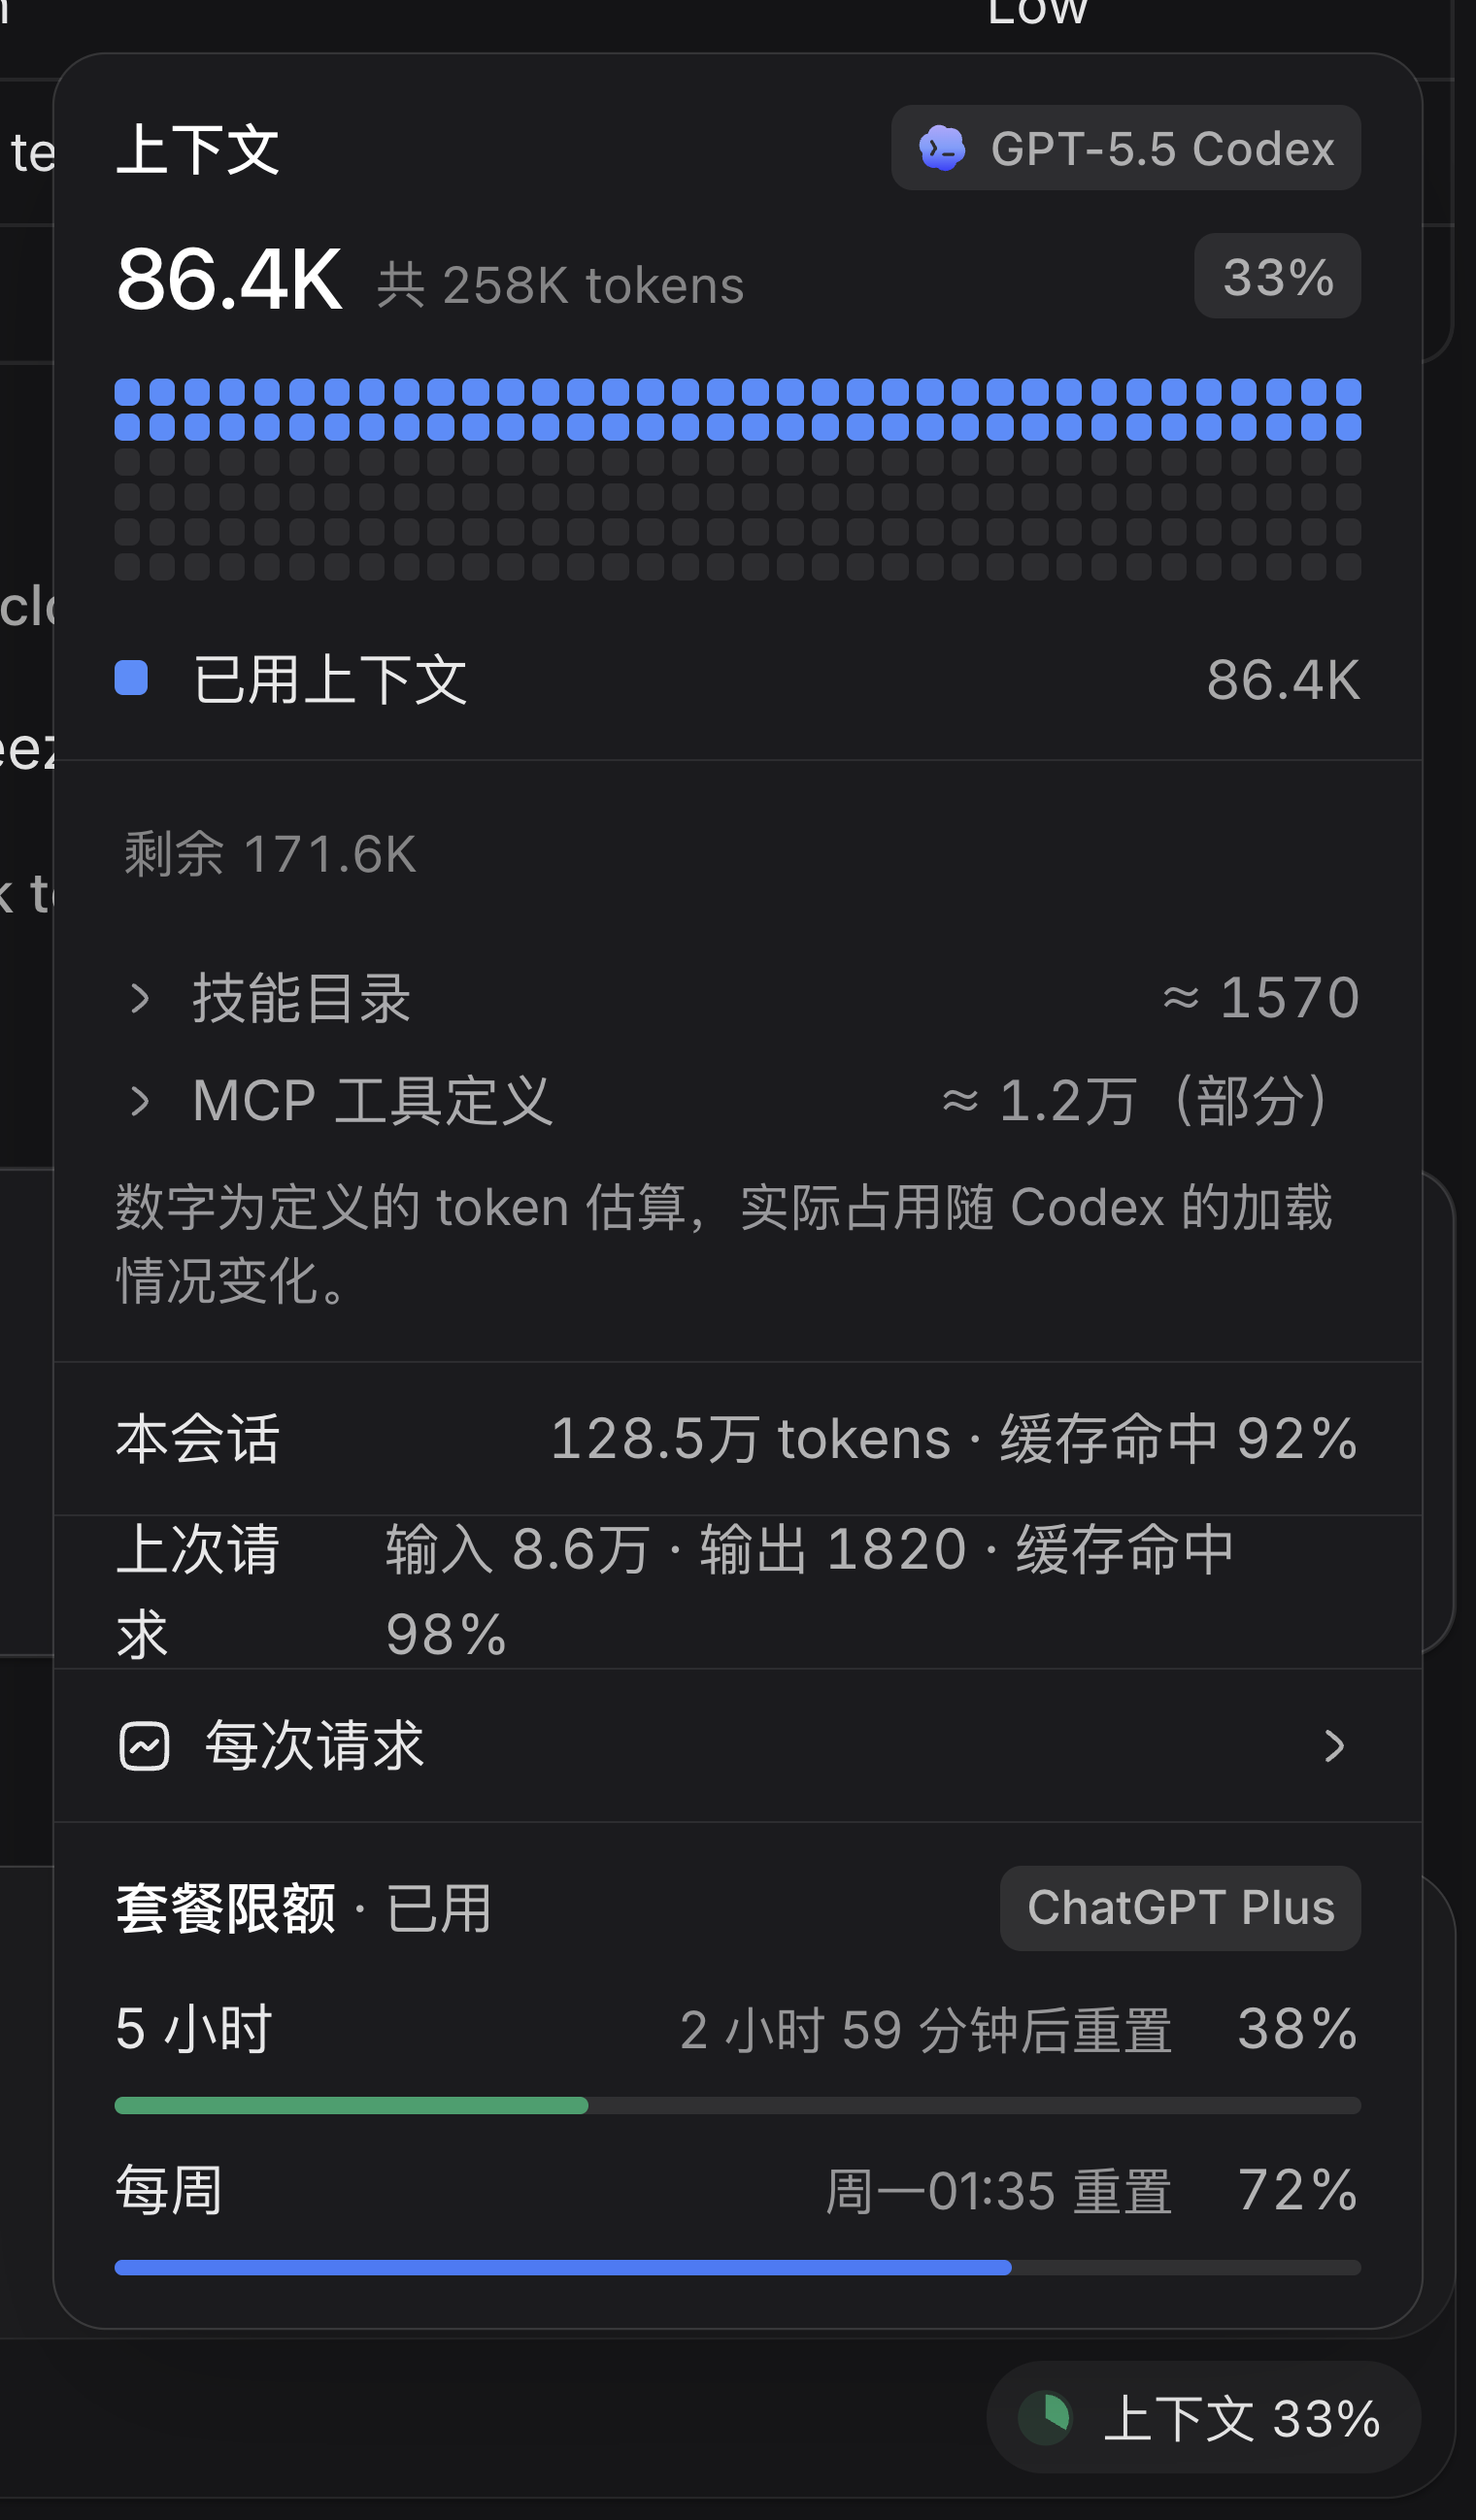 Low
上下文
GPT-5.5 Codex
86.4K 共 258K tokens
33%
已用上下文
86.4K
剩余 171.6K
技能目录
≈ 1570
MCP 工具定义
≈ 1.2万（部分）
数字为定义的 token 估算，实际占用随 Codex 的加载
情况变化。
本会话
128.5万 tokens · 缓存命中 92%
上次请
求
输入 8.6万 · 输出 1820 · 缓存命中
98%
每次请求
套餐限额 · 已用
ChatGPT Plus
5 小时
2 小时 59 分钟后重置
38%
每周
周一01:35 重置
72%
上下文 33%